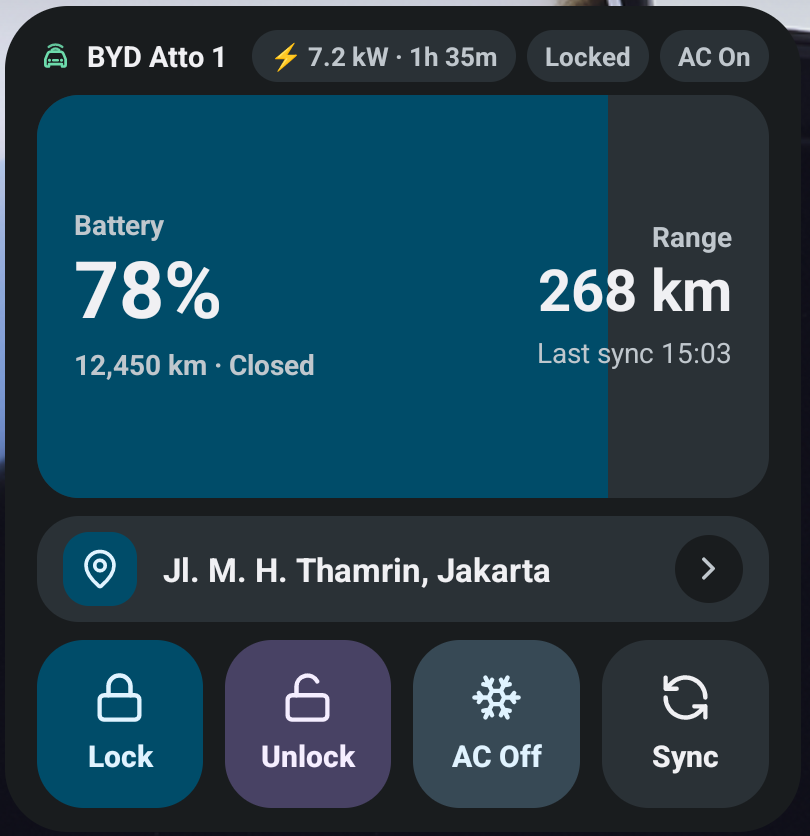 BYD Atto 1
⚡ 7.2 kW · 1h 35m
Locked
AC On
Battery
78%
12,450 km · Closed
Range
268 km
Last sync 15:03
Jl. M. H. Thamrin, Jakarta
Lock
Unlock
AC Off
Sync